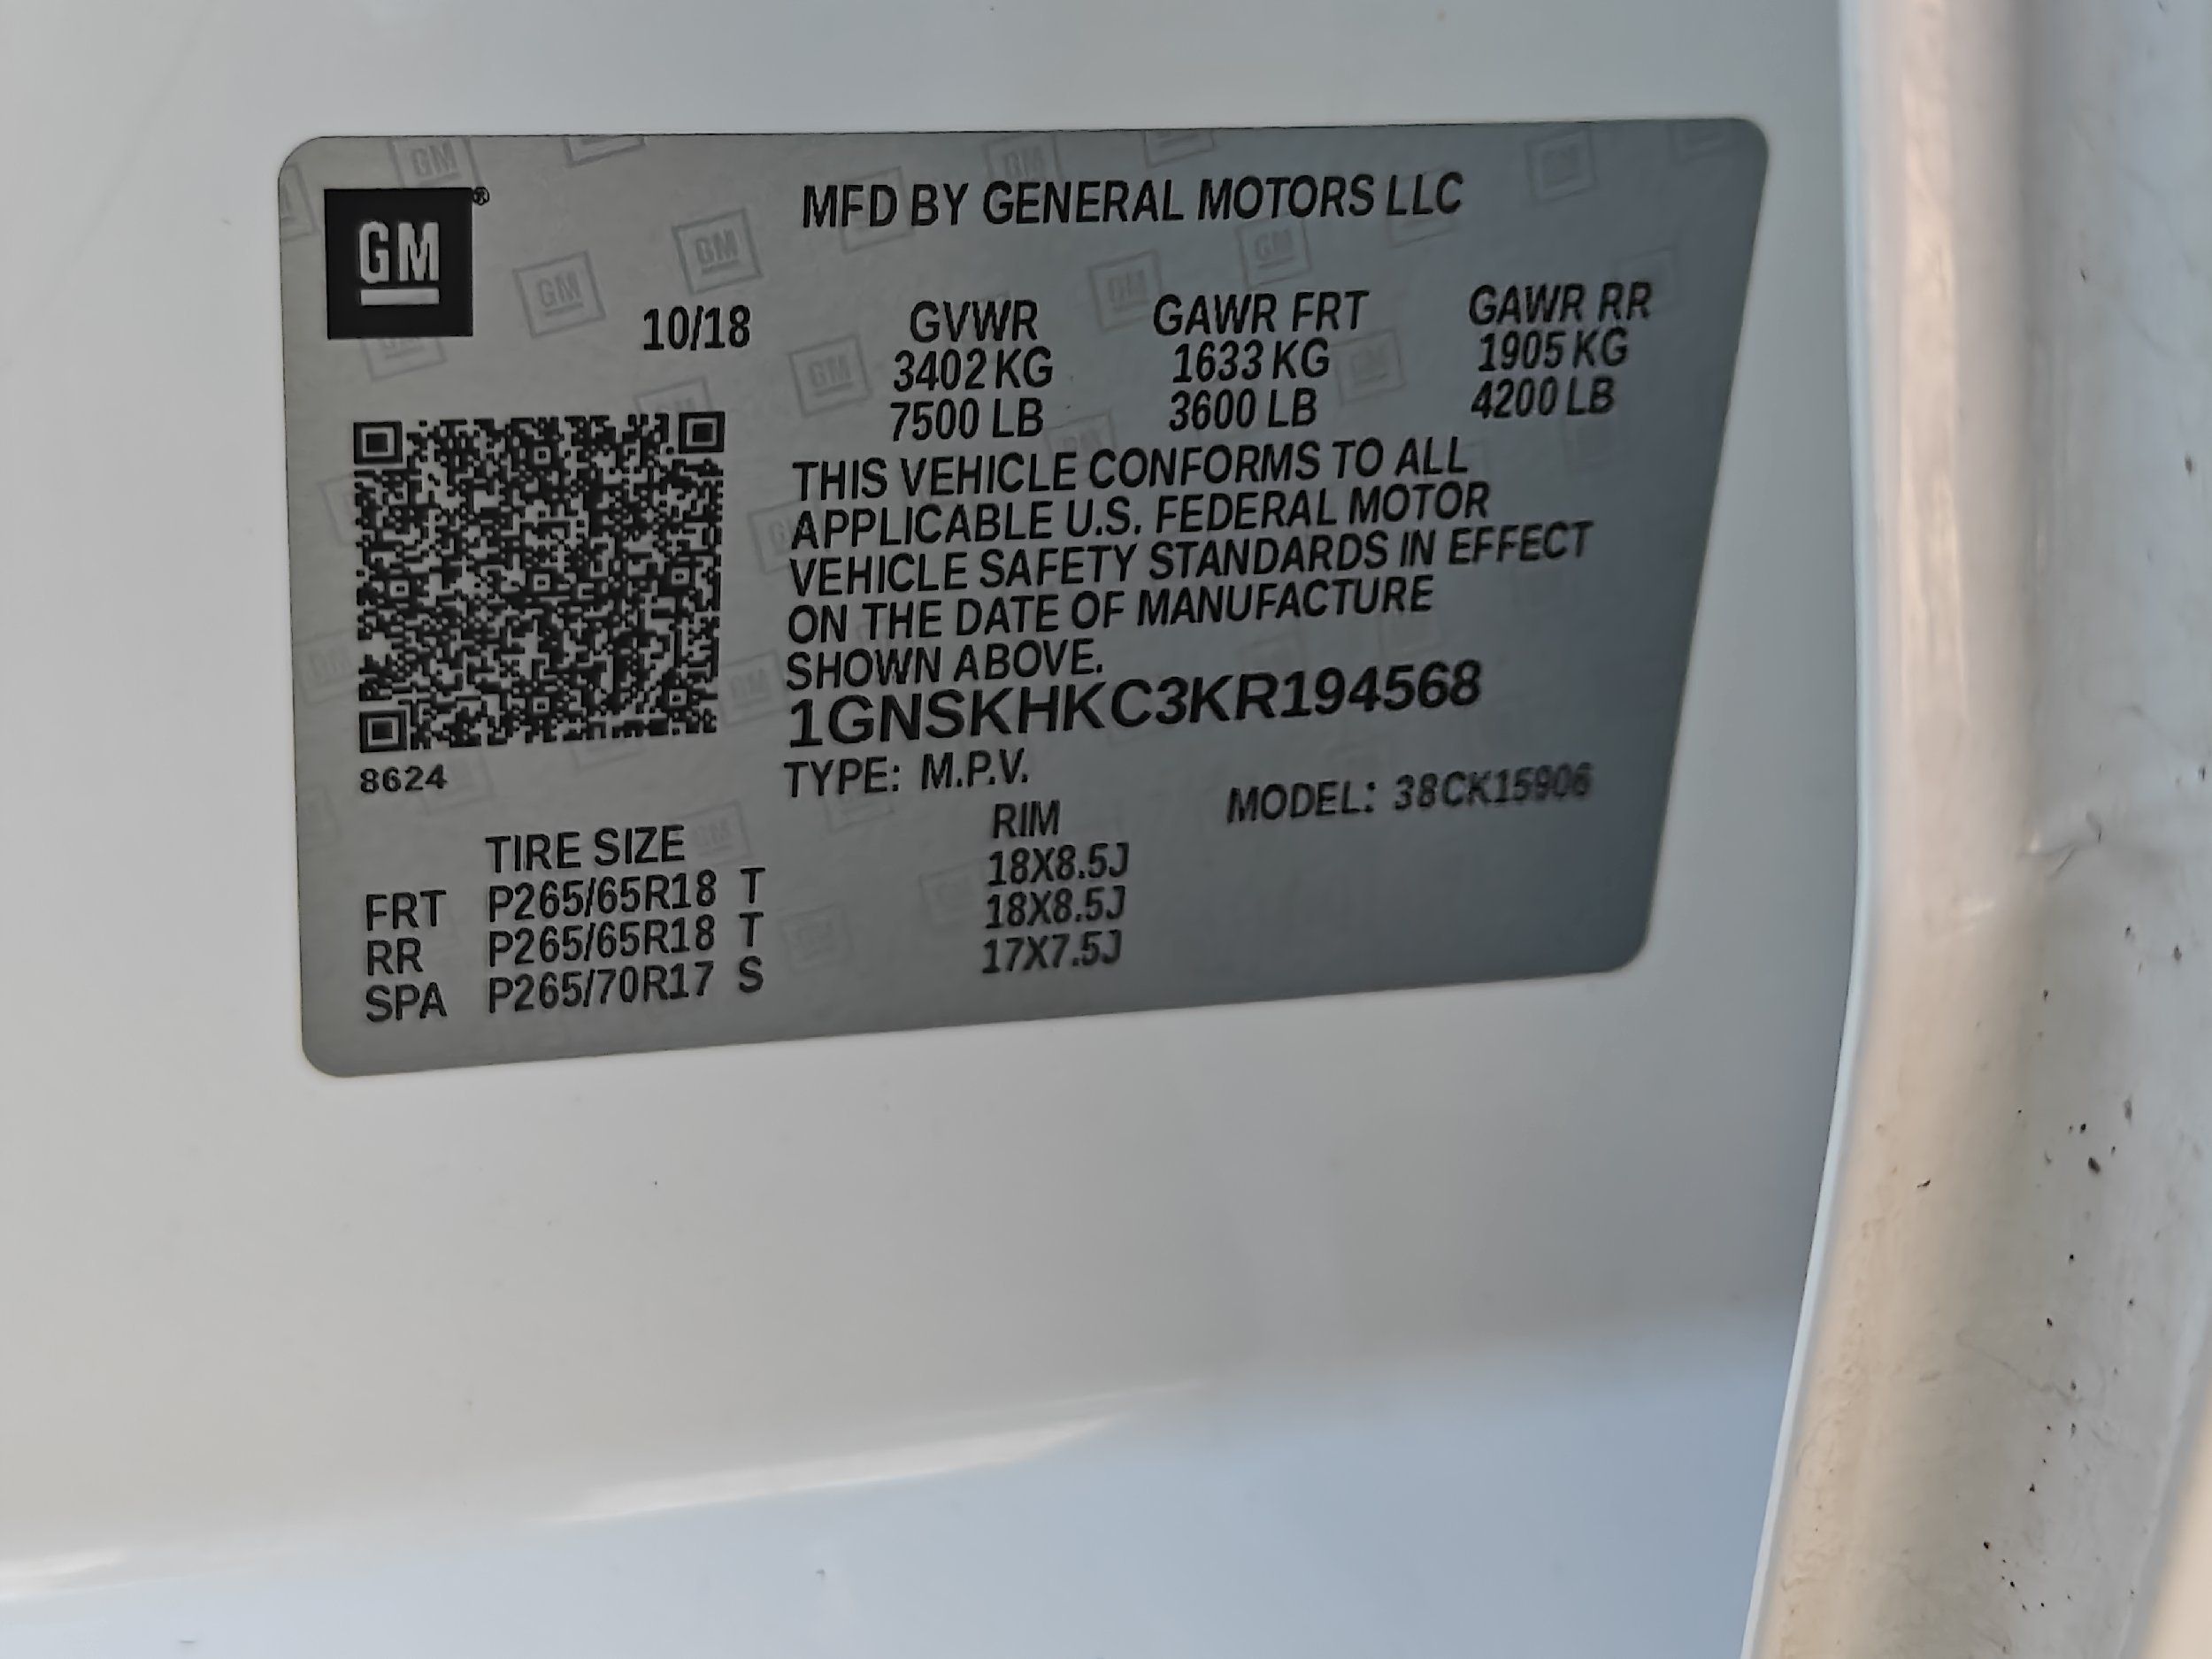 GM®
MFD BY GENERAL MOTORS LLC
10/18
GVWR
3402 KG
7500 LB
GAWR FRT
1633 KG
3600 LB
GAWR RR
1905 KG
4200 LB
THIS VEHICLE CONFORMS TO ALL
APPLICABLE U.S. FEDERAL MOTOR
VEHICLE SAFETY STANDARDS IN EFFECT
ON THE DATE OF MANUFACTURE
SHOWN ABOVE.
1GNSKHKC3KR194568
8624
TYPE: M.P.V.
MODEL: 38CK15906
TIRE SIZE RIM
FRT P265/65R18 T 18X8.5J
RR P265/65R18 T 18X8.5J
SPA P265/70R17 S 17X7.5J